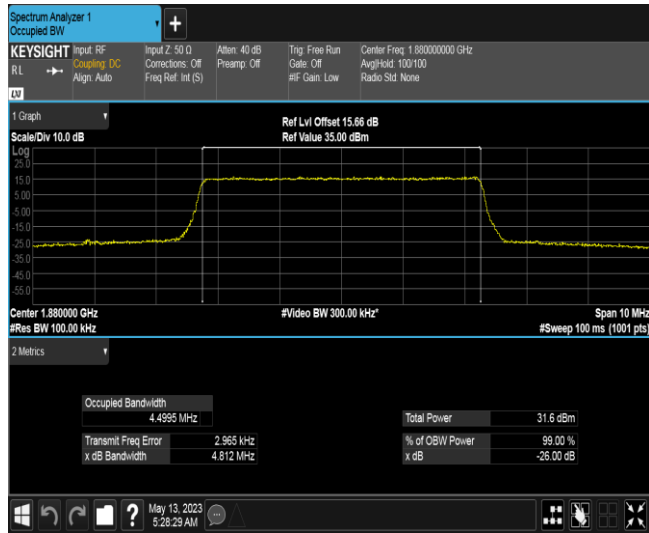 Spectrum Analyzer 1
Occupied BW
+
KEYSIGHT
R L
LXI
Input: RF
Coupling: DC
Align: Auto
Input Z: 50 Ω
Corrections: Off
Freq Ref: Int (S)
Atten: 40 dB
Preamp: Off
Trig: Free Run
Gate: Off
#IF Gain: Low
Center Freq: 1.880000000 GHz
Avg|Hold: 100/100
Radio Std: None
1 Graph
Scale/Div 10.0 dB
Ref Lvl Offset 15.66 dB
Ref Value 35.00 dBm
Log
25.0
15.0
5.00
-5.00
-15.0
-25.0
-35.0
-45.0
-55.0
Center 1.880000 GHz
#Res BW 100.00 kHz
#Video BW 300.00 kHz*
Span 10 MHz
#Sweep 100 ms (1001 pts)
2 Metrics
Occupied Bandwidth
4.4995 MHz
Transmit Freq Error 2.965 kHz
x dB Bandwidth 4.812 MHz
Total Power 31.6 dBm
% of OBW Power 99.00 %
x dB -26.00 dB
?
May 13, 2023
5:28:29 AM